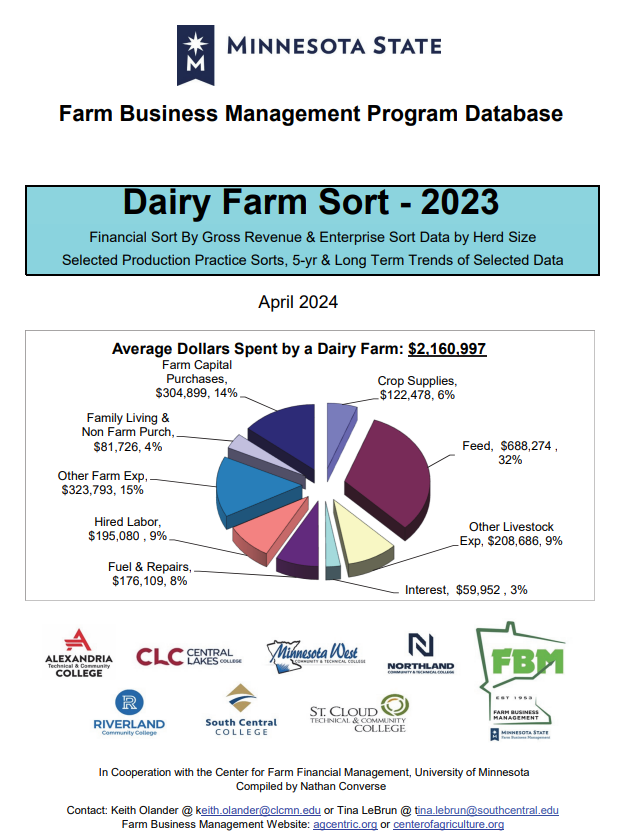 MINNESOTA STATE
M
Farm Business Management Program Database
Dairy Farm Sort - 2023
Financial Sort By Gross Revenue & Enterprise Sort Data by Herd Size
Selected Production Practice Sorts, 5-yr & Long Term Trends of Selected Data
April 2024
Average Dollars Spent by a Dairy Farm: $2,160,997
Farm Capital
Purchases,
$304,899, 14%
Crop Supplies,
$122,478, 6%
Family Living &
Non Farm Purch,
$81,726, 4%
Feed, $688,274 ,
32%
Other Farm Exp,
$323,793, 15%
Hired Labor,
$195,080 , 9%
Other Livestock
Exp, $208,686, 9%
Fuel & Repairs,
$176,109, 8%
Interest, $59,952 , 3%
ALEXANDRIA
Technical & Community
COLLEGE
CLC CENTRAL
LAKES COLLEGE
Minnesota West
COMMUNITY & TECHNICAL COLLEGE
NORTHLAND
COMMUNITY & TECHNICAL COLLEGE
FBM
EST 1953
FARM BUSINESS
MANAGEMENT
MINNESOTA STATE
Farm Business Management
R
RIVERLAND
Community College
South Central
COLLEGE
ST. CLOUD
TECHNICAL & COMMUNITY
COLLEGE
In Cooperation with the Center for Farm Financial Management, University of Minnesota
Compiled by Nathan Converse
Contact: Keith Olander @ keith.olander@clcmn.edu or Tina LeBrun @ tina.lebrun@southcentral.edu
Farm Business Management Website: agcentric.org or centerofagriculture.org